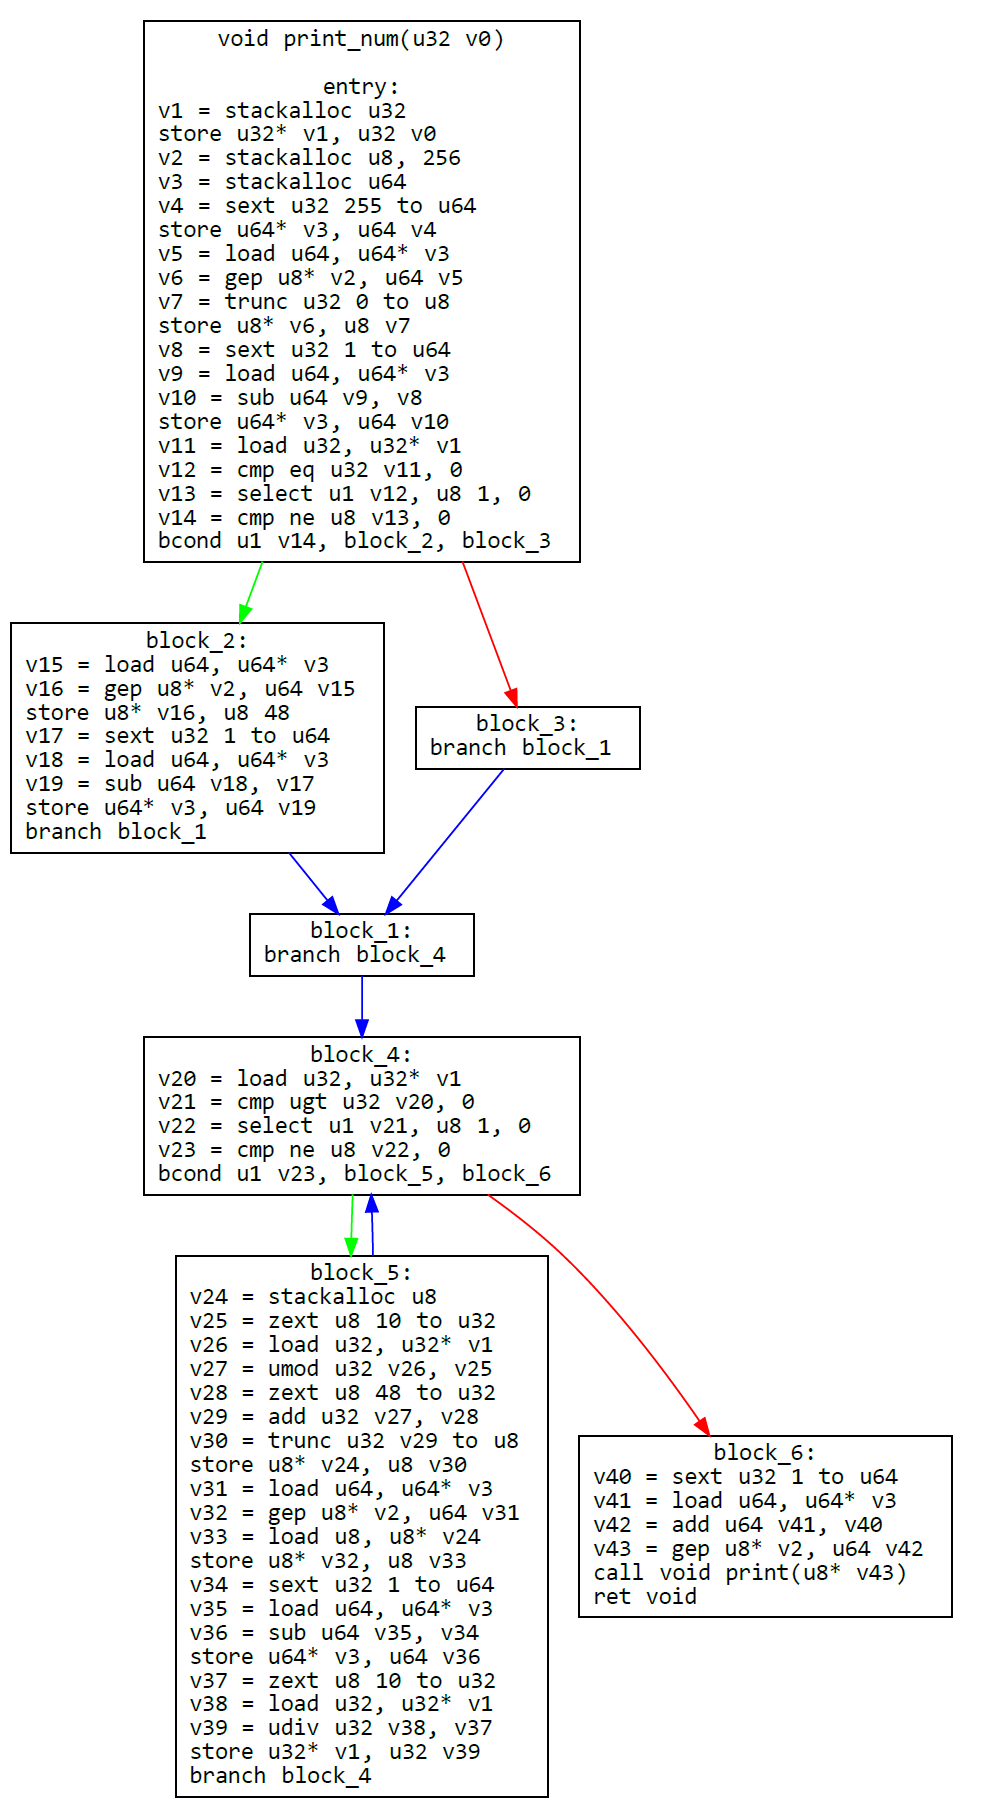 void print_num(u32 v0)
entry:
v1 = stackalloc u32
store u32* v1, u32 v0
v2 = stackalloc u8, 256
v3 = stackalloc u64
v4 = sext u32 255 to u64
store u64* v3, u64 v4
v5 = load u64, u64* v3
v6 = gep u8* v2, u64 v5
v7 = trunc u32 0 to u8
store u8* v6, u8 v7
v8 = sext u32 1 to u64
v9 = load u64, u64* v3
v10 = sub u64 v9, v8
store u64* v3, u64 v10
v11 = load u32, u32* v1
v12 = cmp eq u32 v11, 0
v13 = select u1 v12, u8 1, 0
v14 = cmp ne u8 v13, 0
bcond u1 v14, block_2, block_3
block_2:
v15 = load u64, u64* v3
v16 = gep u8* v2, u64 v15
store u8* v16, u8 48
v17 = sext u32 1 to u64
v18 = load u64, u64* v3
v19 = sub u64 v18, v17
store u64* v3, u64 v19
branch block_1
block_3:
branch block_1
block_1:
branch block_4
block_4:
v20 = load u32, u32* v1
v21 = cmp ugt u32 v20, 0
v22 = select u1 v21, u8 1, 0
v23 = cmp ne u8 v22, 0
bcond u1 v23, block_5, block_6
block_5:
v24 = stackalloc u8
v25 = zext u8 10 to u32
v26 = load u32, u32* v1
v27 = umod u32 v26, v25
v28 = zext u8 48 to u32
v29 = add u32 v27, v28
v30 = trunc u32 v29 to u8
store u8* v24, u8 v30
v31 = load u64, u64* v3
v32 = gep u8* v2, u64 v31
v33 = load u8, u8* v24
store u8* v32, u8 v33
v34 = sext u32 1 to u64
v35 = load u64, u64* v3
v36 = sub u64 v35, v34
store u64* v3, u64 v36
v37 = zext u8 10 to u32
v38 = load u32, u32* v1
v39 = udiv u32 v38, v37
store u32* v1, u32 v39
branch block_4
block_6:
v40 = sext u32 1 to u64
v41 = load u64, u64* v3
v42 = add u64 v41, v40
v43 = gep u8* v2, u64 v42
call void print(u8* v43)
ret void